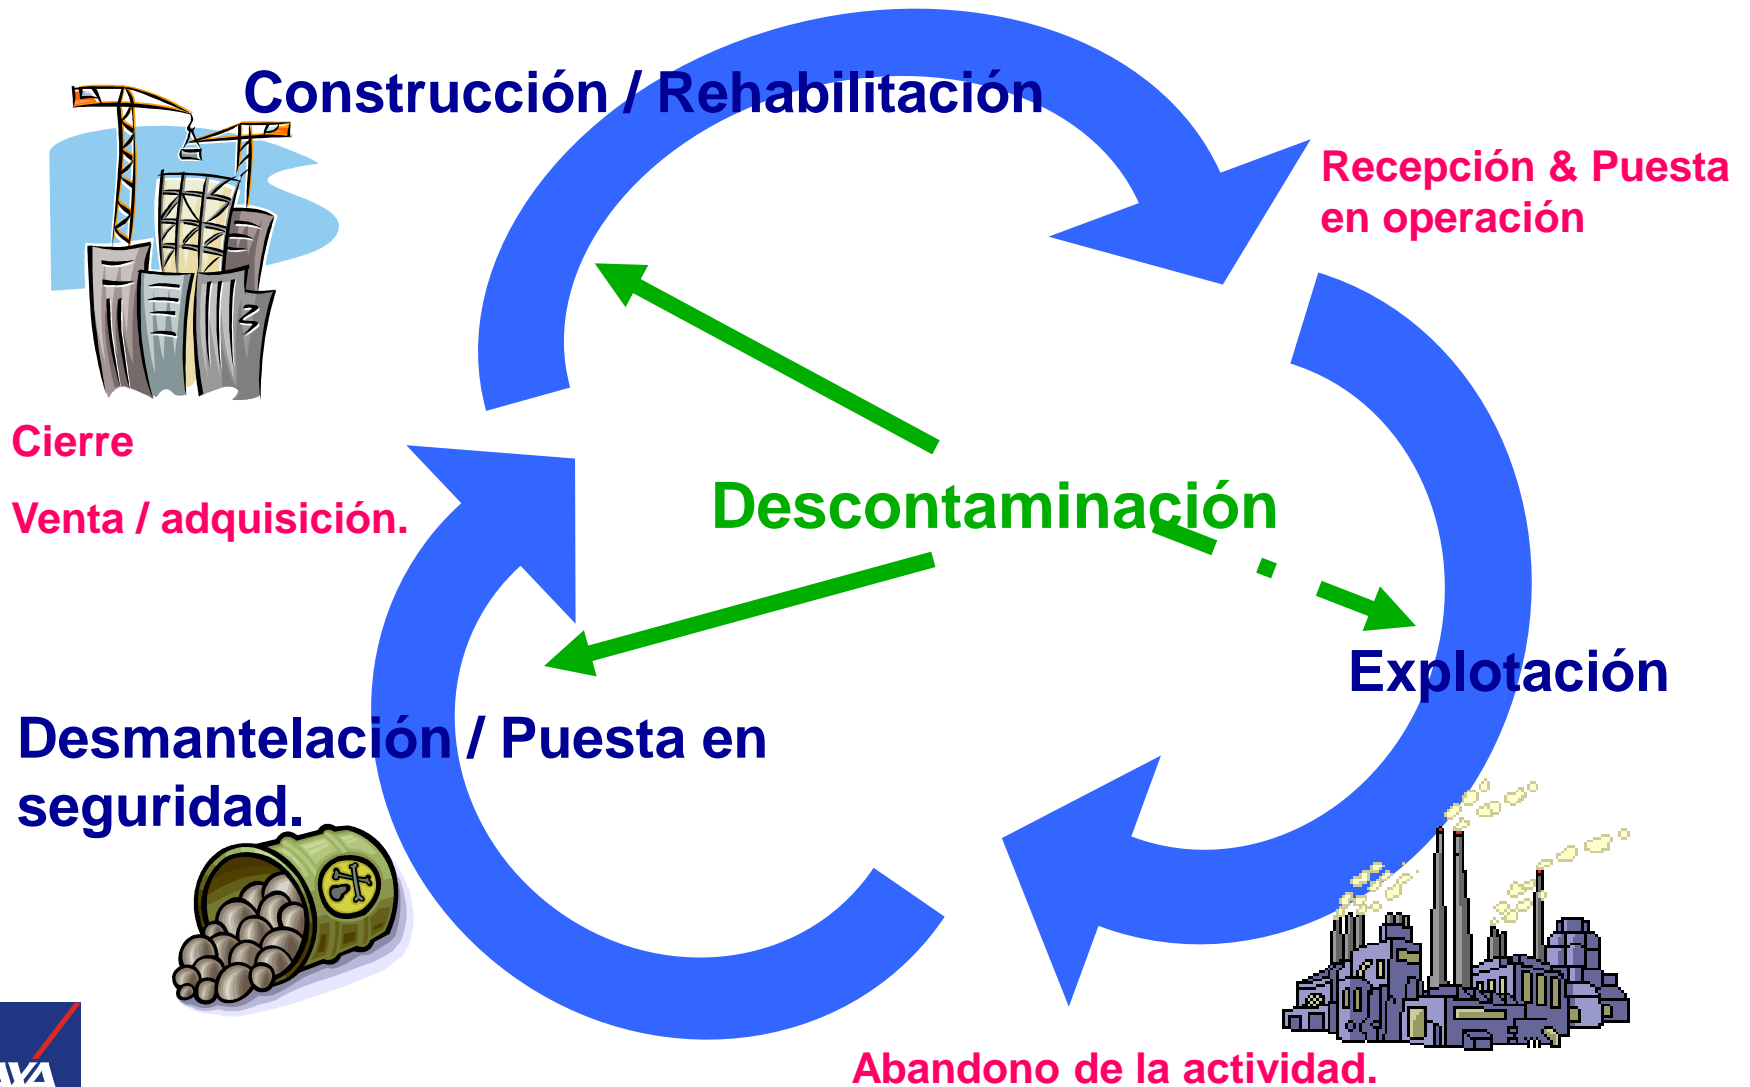 Construcción / Rehabilitación
Recepción & Puesta
en operación
Cierre
Venta / adquisición.
Descontaminación
Explotación
Desmantelación / Puesta en
seguridad.
Abandono de la actividad.